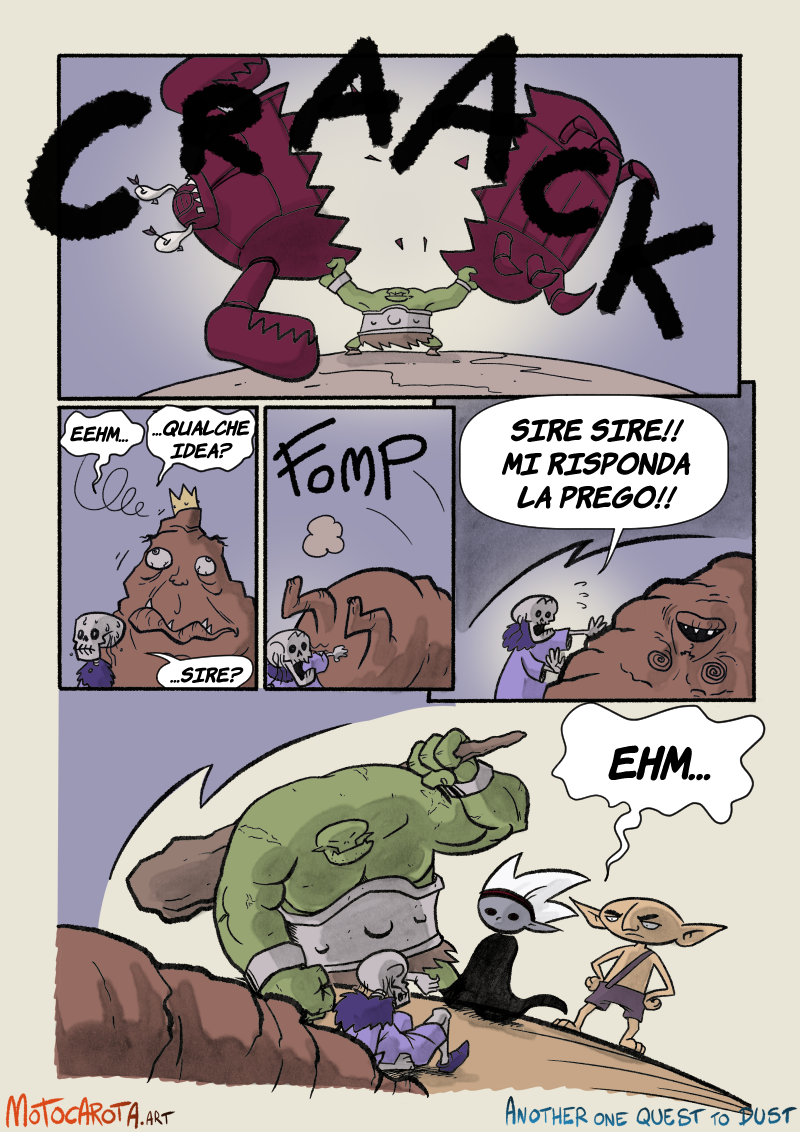 CRAACK
EEHM...
...QUALCHE
IDEA?
...SIRE?
FOMP
SIRE SIRE!!
MI RISPONDA
LA PREGO!!
EHM...
MOTOCAROTA.ART
ANOTHER ONE QUEST TO DUST